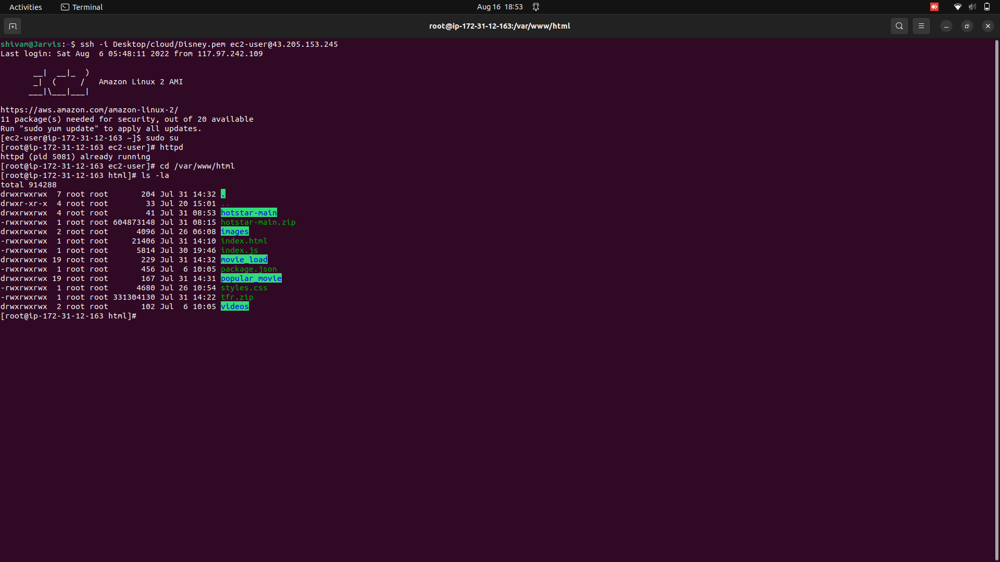 Activities Terminal Aug 16 18:53
root@ip-172-31-12-163:/var/www/html
shivam@Jarvis:~$ ssh -i Desktop/cloud/Disney.pem ec2-user@43.205.153.245
Last login: Sat Aug  6 05:48:11 2022 from 117.97.242.109

       __|  __|_  )
       _|  (     /   Amazon Linux 2 AMI
      ___|\___|___|

https://aws.amazon.com/amazon-linux-2/
11 package(s) needed for security, out of 20 available
Run "sudo yum update" to apply all updates.
[ec2-user@ip-172-31-12-163 ~]$ sudo su
[root@ip-172-31-12-163 ec2-user]# httpd
httpd (pid 5081) already running
[root@ip-172-31-12-163 ec2-user]# cd /var/www/html
[root@ip-172-31-12-163 html]# ls -la
total 914288
drwxrwxrwx  7 root root       204 Jul 31 14:32 .
drwxr-xr-x  4 root root        33 Jul 20 15:01 ..
drwxrwxrwx  4 root root        41 Jul 31 08:53 hotstar-main
-rwxrwxrwx  1 root root 604873148 Jul 31 08:15 hotstar-main.zip
drwxrwxrwx  2 root root      4096 Jul 26 06:08 images
-rwxrwxrwx  1 root root     21406 Jul 31 14:10 index.html
-rwxrwxrwx  1 root root      5814 Jul 30 19:46 index.js
drwxrwxrwx 19 root root       229 Jul 31 14:32 movie_load
-rwxrwxrwx  1 root root       456 Jul  6 10:05 package.json
drwxrwxrwx 19 root root       167 Jul 31 14:31 popular_movie
-rwxrwxrwx  1 root root      4680 Jul 26 10:54 styles.css
-rwxrwxrwx  1 root root 331304130 Jul 31 14:22 tfr.zip
drwxrwxrwx  2 root root       102 Jul  6 10:05 videos
[root@ip-172-31-12-163 html]#